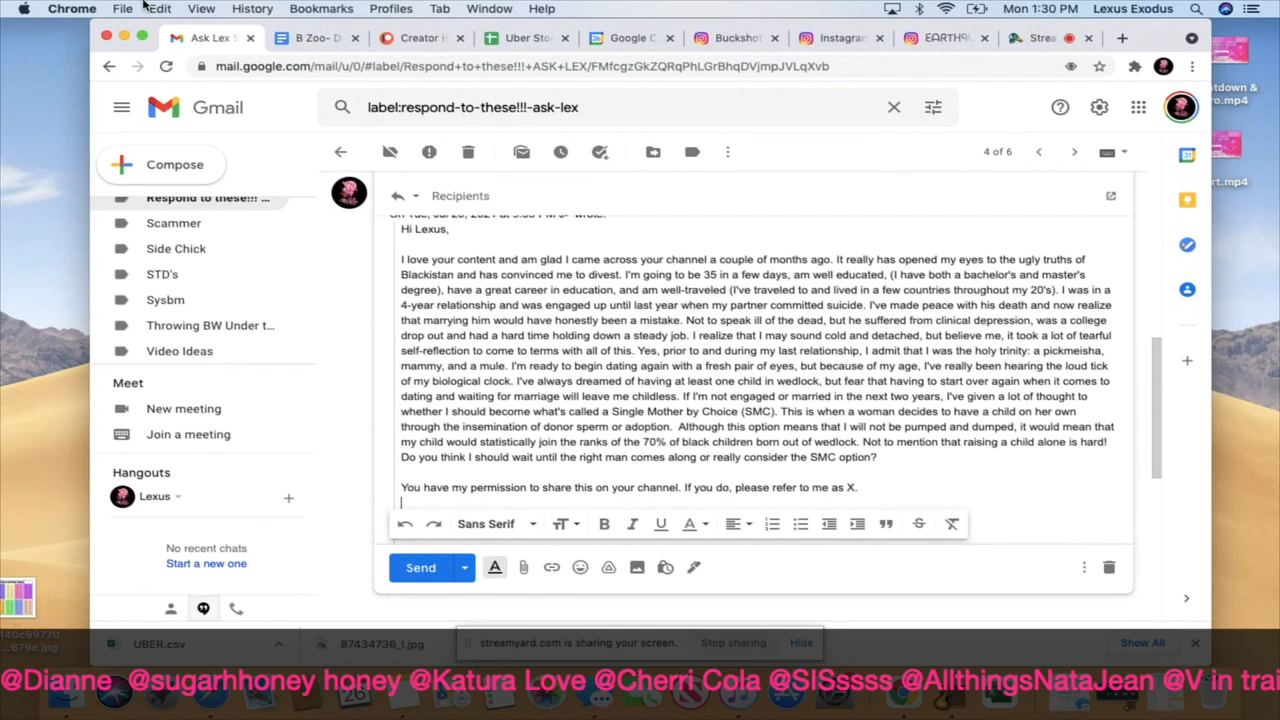 Chrome File Edit View History Bookmarks Profiles Tab Window Help Mon 1:30 PM Lexus Exodus
Ask Lex B Zoo- D Creator H Uber Sto Google C Buckshot Instagram Strea
mail.google.com/mail/u/0/#label/Respond+to+these!!!-ASK+LEX/FMfcgzGkZQRqPhLGrBhqDVjmpJVLqXvb
Gmail
label:respond-to-these!!!-ask-lex
Compose
4 of 6
Respond to these!!! ...
Scammer
Side Chick
STD's
Sysbm
Throwing BW Under t...
Video Ideas
Meet
New meeting
Join a meeting
Hangouts
Lexus
No recent chats
Start a new one
Recipients
Hi Lexus,
I love your content and am glad I came across your channel a couple of months ago. It really has opened my eyes to the ugly truths of
Blackistan and has convinced me to divest. I'm going to be 35 in a few days, am well educated, (I have both a bachelor's and master's
degree), have a great career in education, and am well-traveled (I've traveled to and lived in a few countries throughout my 20's). I was in a
4-year relationship and was engaged up until last year when my partner committed suicide. I've made peace with his death and now realize
that marrying him would have honestly been a mistake. Not to speak ill of the dead, but he suffered from clinical depression, was a college
drop out and had a hard time holding down a steady job. I realize that I may sound cold and detached, but believe me, it took a lot of tearful
self-reflection to come to terms with all of this. Yes, prior to and during my last relationship, I admit that I was the holy trinity: a pickmeisha,
mammy, and a mule. I'm ready to begin dating again with a fresh pair of eyes, but because of my age, I've really been hearing the loud tick
of my biological clock. I've always dreamed of having at least one child in wedlock, but fear that having to start over again when it comes to
dating and waiting for marriage will leave me childless. If I'm not engaged or married in the next two years, I've given a lot of thought to
whether I should become what's called a Single Mother by Choice (SMC). This is when a woman decides to have a child on her own
through the insemination of donor sperm or adoption. Although this option means that I will not be pumped and dumped, it would mean that
my child would statistically join the ranks of the 70% of black children born out of wedlock. Not to mention that raising a child alone is hard!
Do you think I should wait until the right man comes along or really consider the SMC option?
You have my permission to share this on your channel. If you do, please refer to me as X.
Sans Serif
Send
UBER.csv
87434736_l.jpg
streamyard.com is sharing your screen. Stop sharing Hide
Show All
@Dianne @sugarhhoney honey @Katura Love @Cherri Cola @SISssss @AllthingsNataJean @V in trai